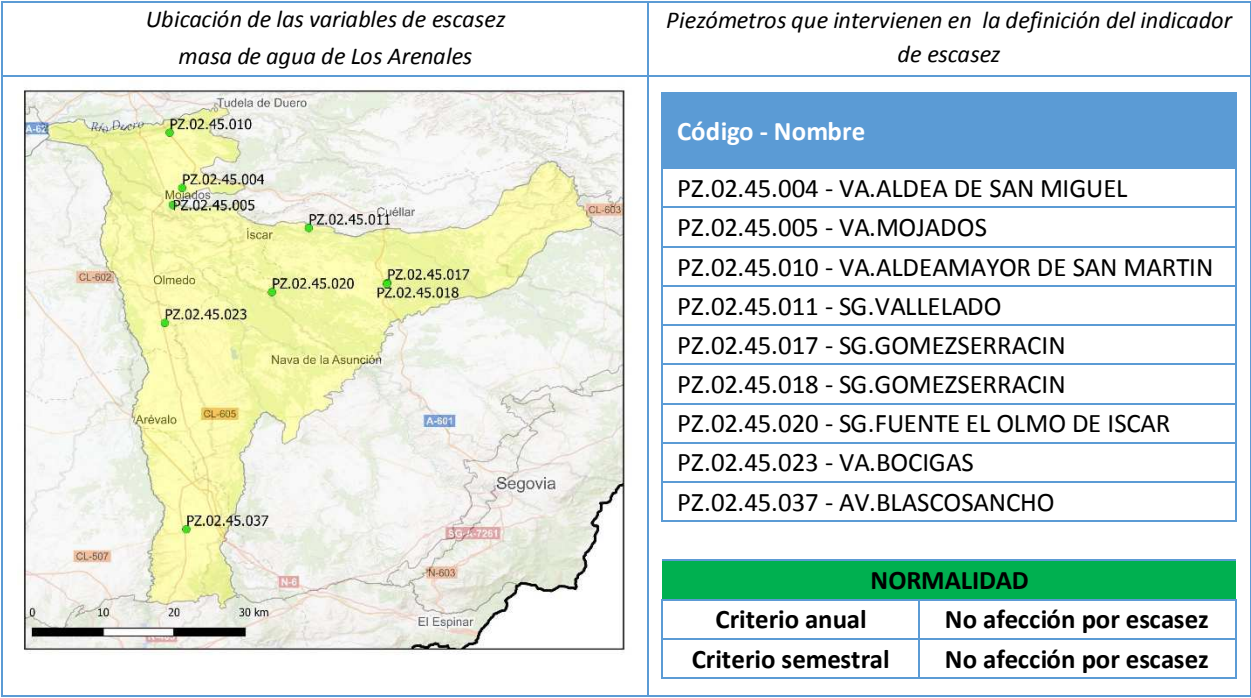 Ubicación de las variables de escasez
masa de agua de Los Arenales
Piezómetros que intervienen en la definición del indicador
de escasez
Tudela de Duero
A-62
Río Duero
PZ.02.45.010
PZ.02.45.004
Mojados
PZ.02.45.005
Cuéllar
PZ.02.45.011
CL-603
Íscar
CL-602
Olmedo
PZ.02.45.020
PZ.02.45.017
PZ.02.45.018
PZ.02.45.023
Nava de la Asunción
Arévalo
CL-605
A-601
Segovia
PZ.02.45.037
CL-507
N-6
N-603
El Espinar
0 10 20 30 km
Código - Nombre
PZ.02.45.004 - VA.ALDEA DE SAN MIGUEL
PZ.02.45.005 - VA.MOJADOS
PZ.02.45.010 - VA.ALDEAMAYOR DE SAN MARTIN
PZ.02.45.011 - SG.VALLELADO
PZ.02.45.017 - SG.GOMEZSERRACIN
PZ.02.45.018 - SG.GOMEZSERRACIN
PZ.02.45.020 - SG.FUENTE EL OLMO DE ISCAR
PZ.02.45.023 - VA.BOCIGAS
PZ.02.45.037 - AV.BLASCOSANCHO
NORMALIDAD
Criterio anual No afección por escasez
Criterio semestral No afección por escasez